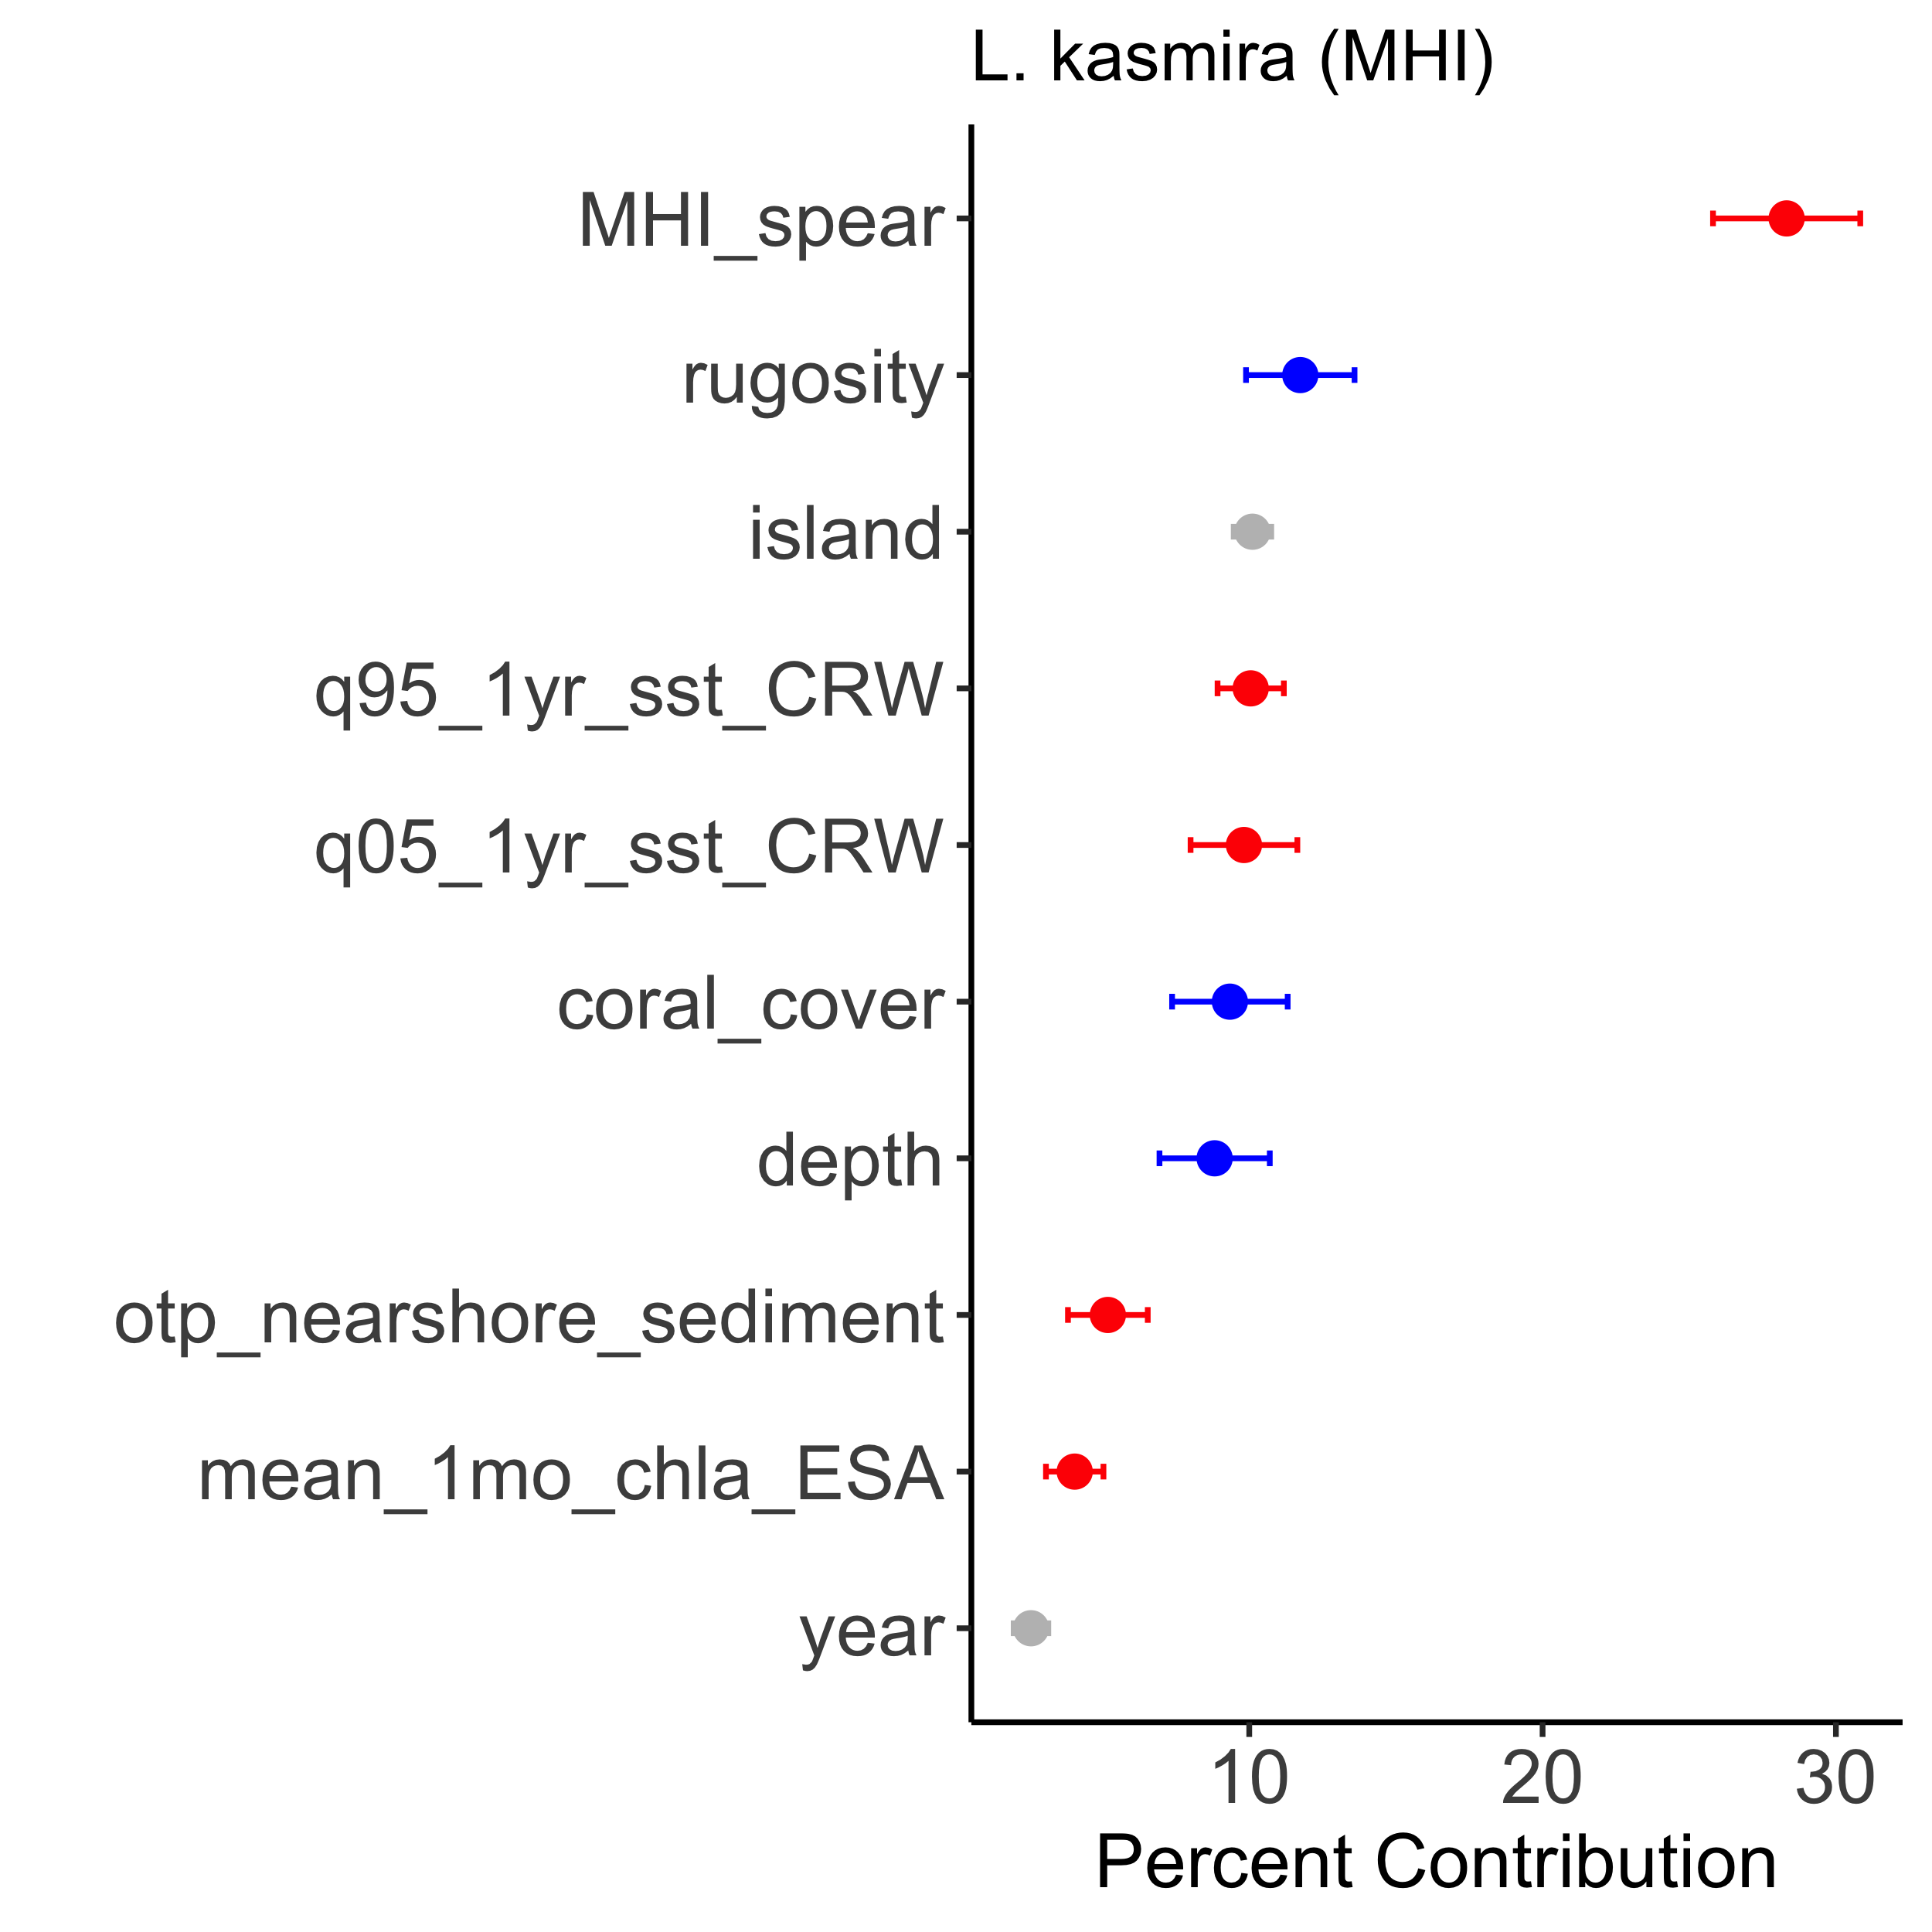 L. kasmira (MHI)
MHI_spear
rugosity
island
q95_1yr_sst_CRW
q05_1yr_sst_CRW
coral_cover
depth
otp_nearshore_sediment
mean_1mo_chla_ESA
year
10 20 30
Percent Contribution